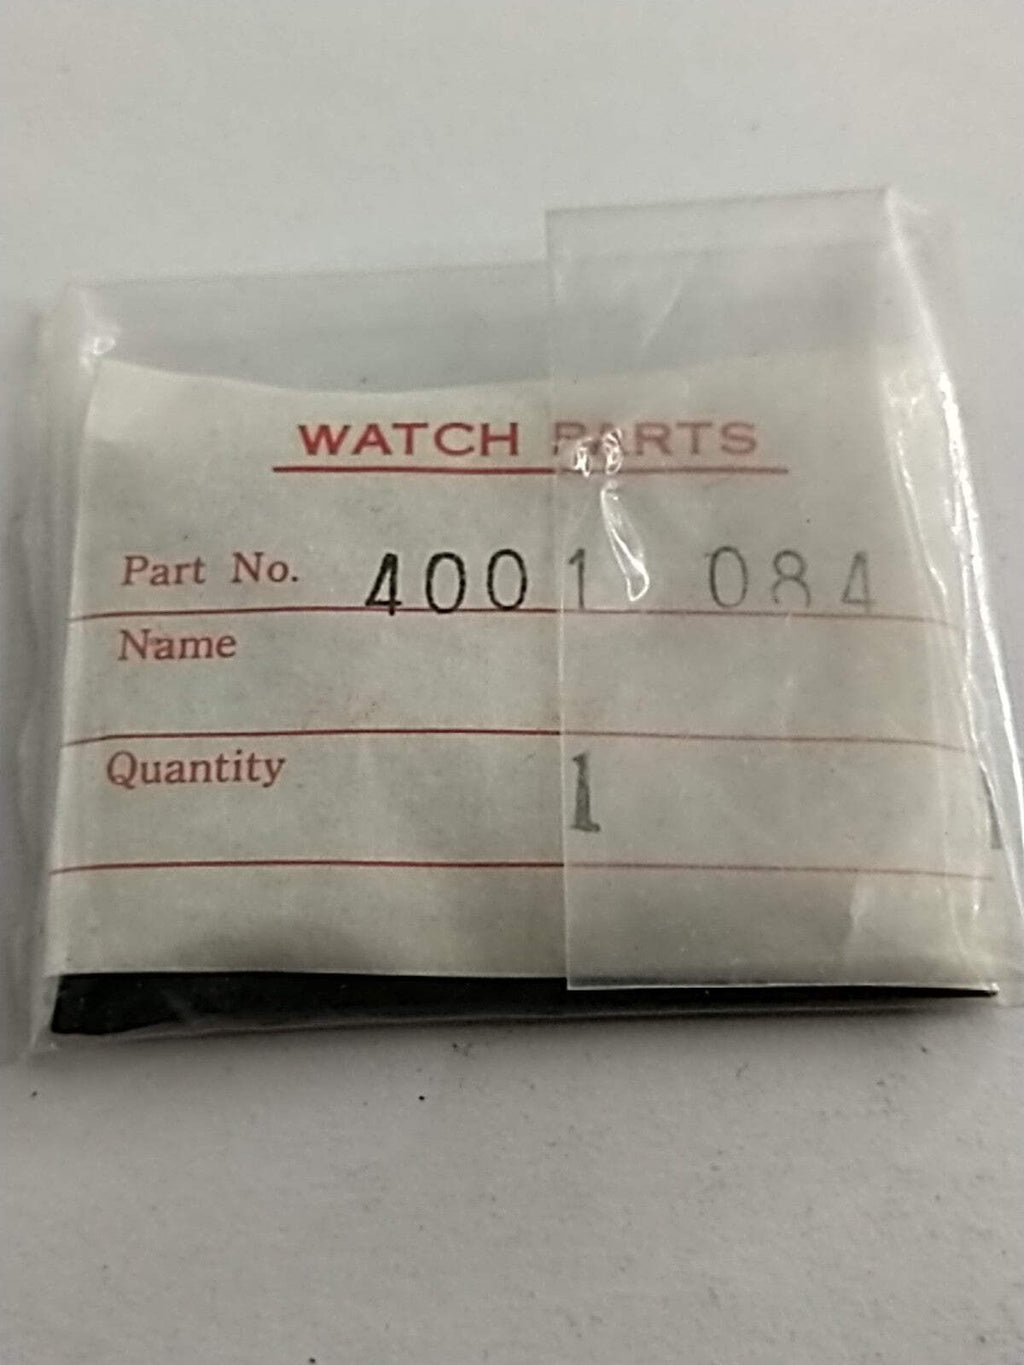 WATCH PARTS
Part No. 4001 084
Name
Quantity 1